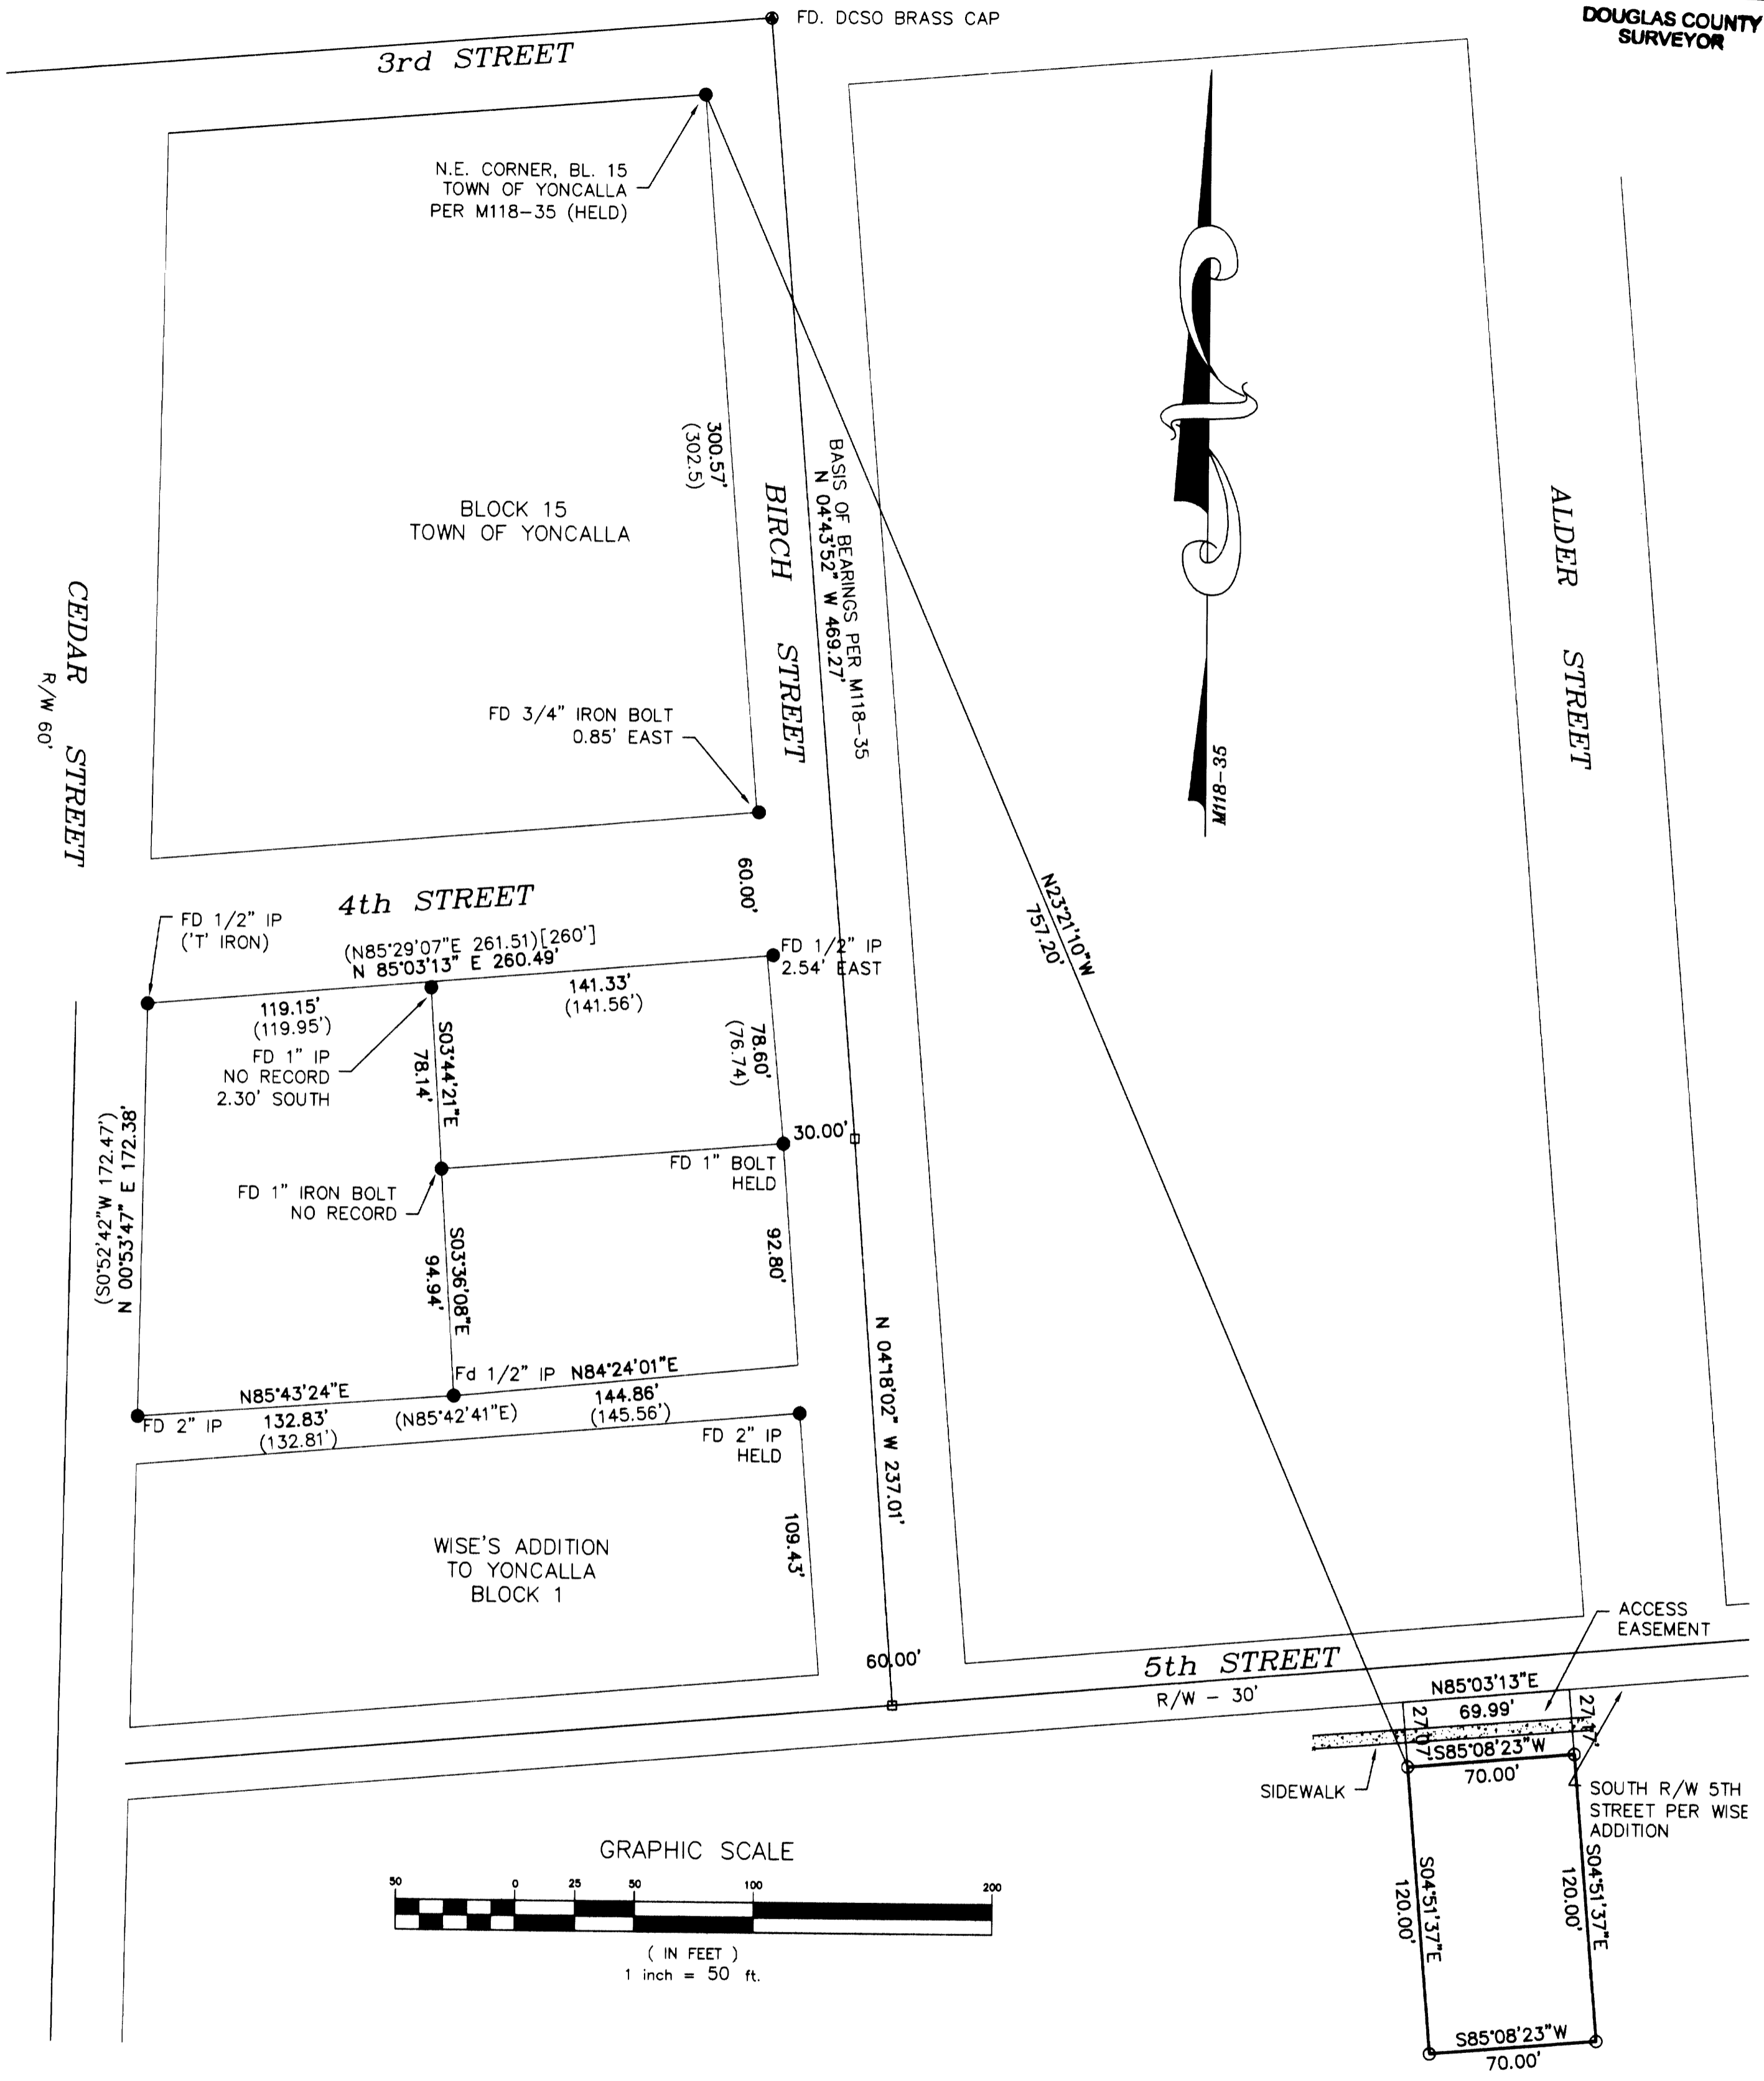 DOUGLAS COUNTY
SURVEYOR
FD. DCSO BRASS CAP
3rd STREET
N.E. CORNER, BL. 15
TOWN OF YONCALLA
PER M118-35 (HELD)
300.57'
(302.5)
BLOCK 15
TOWN OF YONCALLA
BIRCH STREET
BASIS OF BEARINGS PER M118-35
N 04°43'52" W 469.27'
ALDER STREET
M118-35
CEDAR STREET
R/W 60'
FD 3/4" IRON BOLT
0.85' EAST
60.00'
4th STREET
FD 1/2" IP
('T' IRON)
(N85°29'07"E 261.51)[260']
N 85°03'13" E 260.49'
FD 1/2" IP
2.54' EAST
N23°21'10"W
757.20'
119.15'
(119.95')
141.33'
(141.56')
FD 1" IP
NO RECORD
2.30' SOUTH
S03°44'21"E
78.14'
78.60'
(76.74)
30.00'
FD 1" BOLT
HELD
(S0°52'42"W 172.47')
N 00°53'47" E 172.38'
FD 1" IRON BOLT
NO RECORD
S03°36'08"E
94.94'
92.80'
Fd 1/2" IP
N84°24'01"E
N85°43'24"E
144.86'
(145.56')
FD 2" IP
132.83'
(132.81')
(N85°42'41"E)
FD 2" IP
HELD
N 04°18'02" W 237.01'
109.43'
WISE'S ADDITION
TO YONCALLA
BLOCK 1
60.00'
5th STREET
R/W - 30'
ACCESS
EASEMENT
N85°03'13"E
69.99'
27.07'
27.17'
S85°08'23"W
70.00'
SIDEWALK
SOUTH R/W 5TH
STREET PER WISE
ADDITION
S04°51'37"E
120.00'
S04°51'37"E
120.00'
S85°08'23"W
70.00'
GRAPHIC SCALE
50 0 25 50 100 200
( IN FEET )
1 inch = 50 ft.